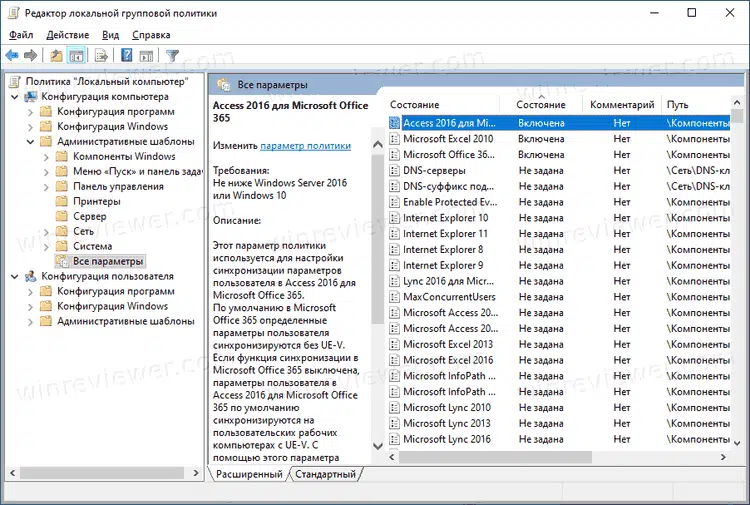 Редактор локальной групповой политики
Файл Действие Вид Справка
Политика "Локальный компьютер"
Конфигурация компьютера
Конфигурация программ
Конфигурация Windows
Административные шаблоны
Компоненты Windows
Меню «Пуск» и панель зада
Панель управления
Принтеры
Сервер
Сеть
Система
Все параметры
Конфигурация пользователя
Конфигурация программ
Конфигурация Windows
Административные шаблоны
Все параметры
Access 2016 для Microsoft Office
365
Изменить параметр политики
Требования:
Не ниже Windows Server 2016
или Windows 10
Описание:
Этот параметр политики
используется для настройки
синхронизации параметров
пользователя в Access 2016 для
Microsoft Office 365.
По умолчанию в Microsoft
Office 365 определенные
параметры пользователя
синхронизируются без UE-V.
Если функция синхронизации в
Microsoft Office 365 выключена,
параметры пользователя в
Access 2016 для Microsoft Office
365 по умолчанию
синхронизируются на
пользовательских рабочих
компьютерах с UE-V. С
помощью этого параметра
Состояние Состояние Комментарий Путь
Access 2016 для Mi... Включена Нет \Компоненты
Microsoft Excel 2010 Включена Нет \Компоненты
Microsoft Office 36... Включена Нет \Компоненты
DNS-серверы Не задана Нет \Сеть\DNS-кл
DNS-суффикс под... Не задана Нет \Сеть\DNS-кл
Enable Protected Ev... Не задана Нет \Компоненты
Internet Explorer 10 Не задана Нет \Компоненты
Internet Explorer 11 Не задана Нет \Компоненты
Internet Explorer 8 Не задана Нет \Компоненты
Internet Explorer 9 Не задана Нет \Компоненты
Lync 2016 для Micr... Не задана Нет \Компоненты
MaxConcurrentUsers Не задана Нет \Компоненты
Microsoft Access 20... Не задана Нет \Компоненты
Microsoft Access 20... Не задана Нет \Компоненты
Microsoft Excel 2013 Не задана Нет \Компоненты
Microsoft Excel 2016 Не задана Нет \Компоненты
Microsoft InfoPath ... Не задана Нет \Компоненты
Microsoft InfoPath ... Не задана Нет \Компоненты
Microsoft Lync 2010 Не задана Нет \Компоненты
Microsoft Lync 2013 Не задана Нет \Компоненты
Microsoft Lync 2016 Не задана Нет \Компоненты
Расширенный Стандартный
winreviewer.com